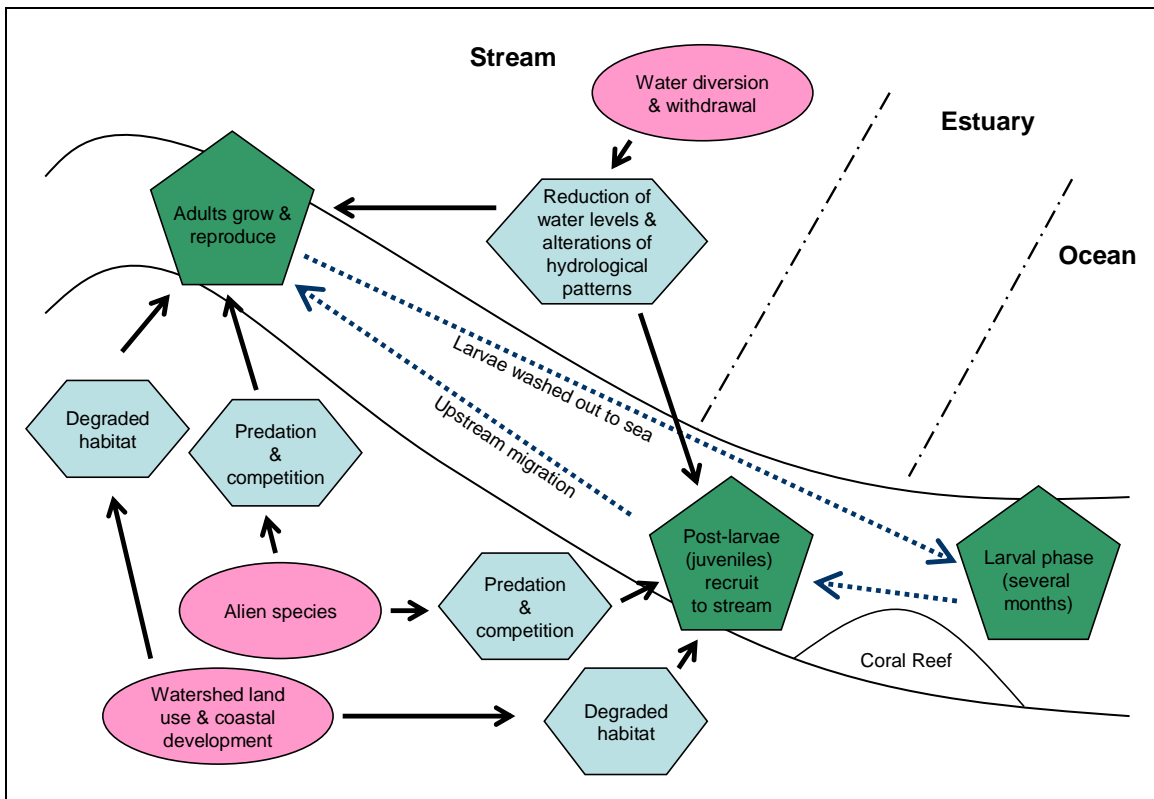 Stream
Water diversion
& withdrawal
Estuary
Adults grow &
reproduce
Reduction of
water levels &
alterations of
hydrological
patterns
Ocean
Larvae washed out to sea
Upstream migration
Degraded
habitat
Predation
&
competition
Post-larvae
(juveniles)
recruit
to stream
Larval phase
(several
months)
Alien species
Predation
&
competition
Coral Reef
Watershed land
use & coastal
development
Degraded
habitat